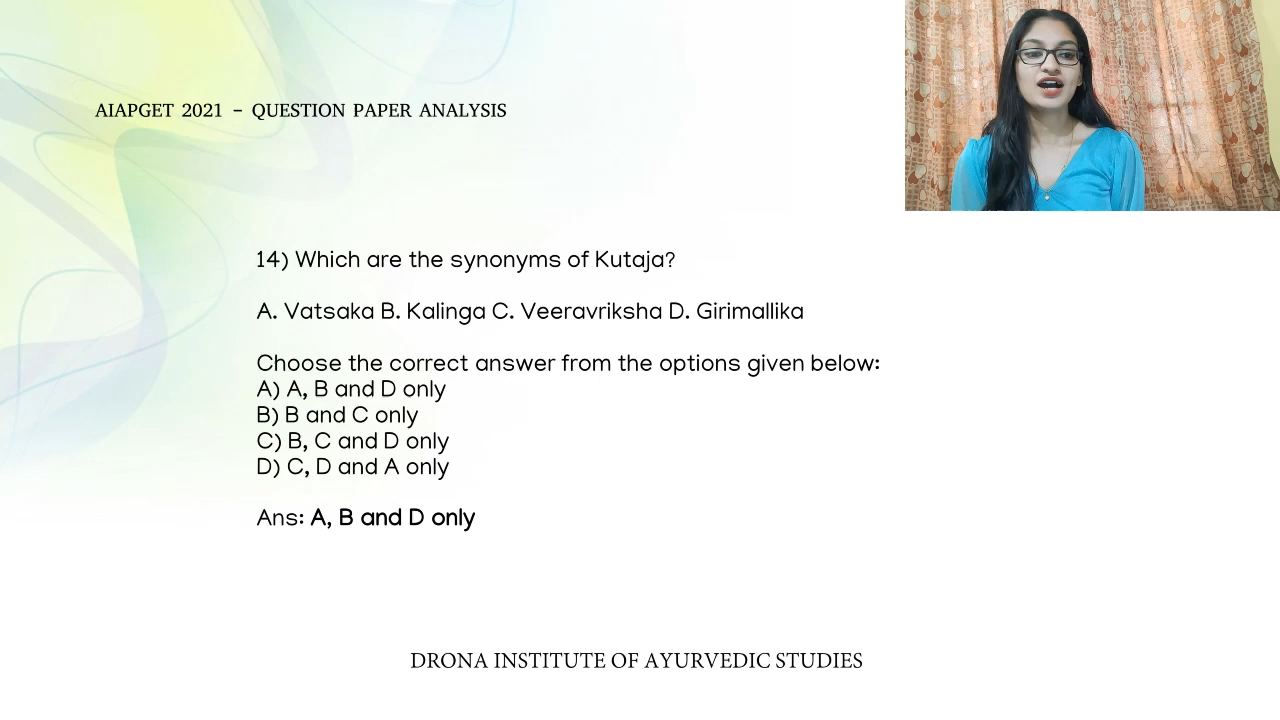 AIAPGET 2021 - QUESTION PAPER ANALYSIS
14) Which are the synonyms of Kutaja?
A. Vatsaka B. Kalinga C. Veeravriksha D. Girimallika
Choose the correct answer from the options given below:
A) A, B and D only
B) B and C only
C) B, C and D only
D) C, D and A only
Ans: A, B and D only
DRONA INSTITUTE OF AYURVEDIC STUDIES